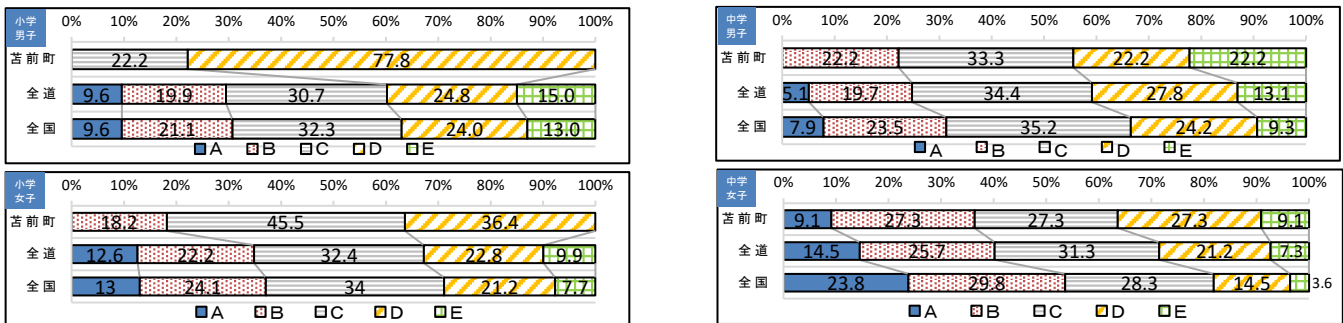 小学
男子
0% 10% 20% 30% 40% 50% 60% 70% 80% 90% 100%
苫前町 22.2 77.8
全道 9.6 19.9 30.7 24.8 15.0
全国 9.6 21.1 32.3 24.0 13.0
A B C D E
中学
男子
0% 10% 20% 30% 40% 50% 60% 70% 80% 90% 100%
苫前町 22.2 33.3 22.2 22.2
全道 5.1 19.7 34.4 27.8 13.1
全国 7.9 23.5 35.2 24.2 9.3
A B C D E
小学
女子
0% 10% 20% 30% 40% 50% 60% 70% 80% 90% 100%
苫前町 18.2 45.5 36.4
全道 12.6 22.2 32.4 22.8 9.9
全国 13 24.1 34 21.2 7.7
A B C D E
中学
女子
0% 10% 20% 30% 40% 50% 60% 70% 80% 90% 100%
苫前町 9.1 27.3 27.3 27.3 9.1
全道 14.5 25.7 31.3 21.2 7.3
全国 23.8 29.8 28.3 14.5 3.6
A B C D E